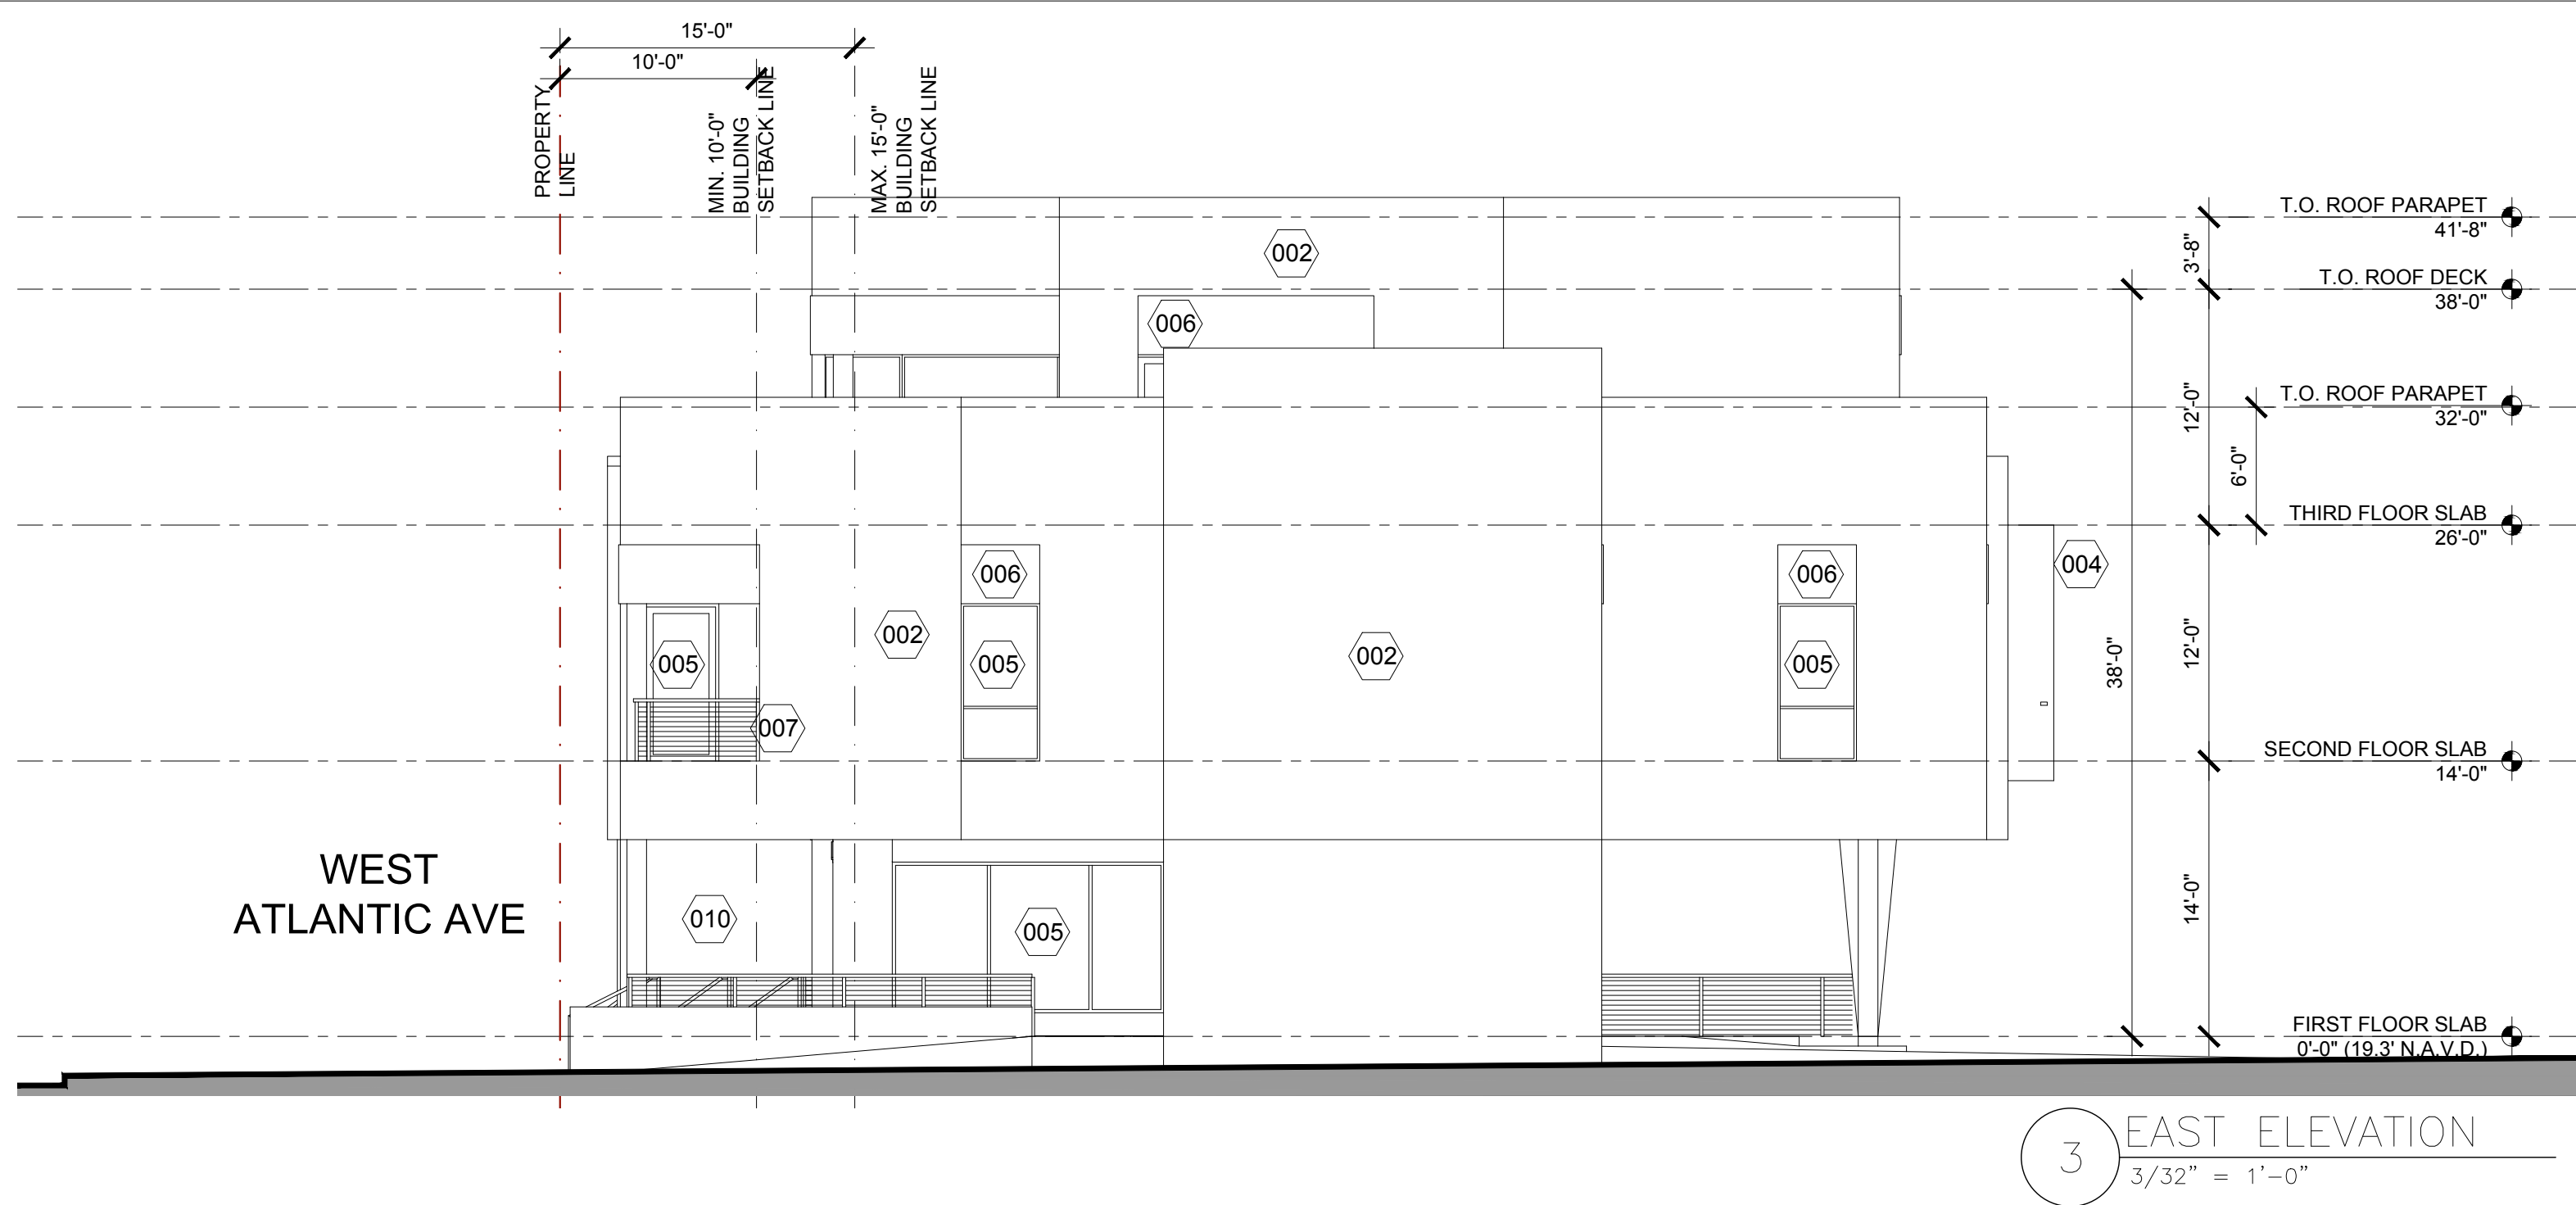 15'-0"
10'-0"
PROPERTY
LINE
MIN. 10'-0"
BUILDING
SETBACK LINE
MAX. 15'-0"
BUILDING
SETBACK LINE
T.O. ROOF PARAPET
41'-8"
3'-8"
002
T.O. ROOF DECK
38'-0"
006
T.O. ROOF PARAPET
32'-0"
12'-0"
6'-0"
THIRD FLOOR SLAB
26'-0"
006
006
004
002
005
005
002
005
38'-0"
12'-0"
007
SECOND FLOOR SLAB
14'-0"
WEST
ATLANTIC AVE
010
005
14'-0"
FIRST FLOOR SLAB
0'-0" (19.3' N.A.V.D.)
3
EAST ELEVATION
3/32" = 1'-0"